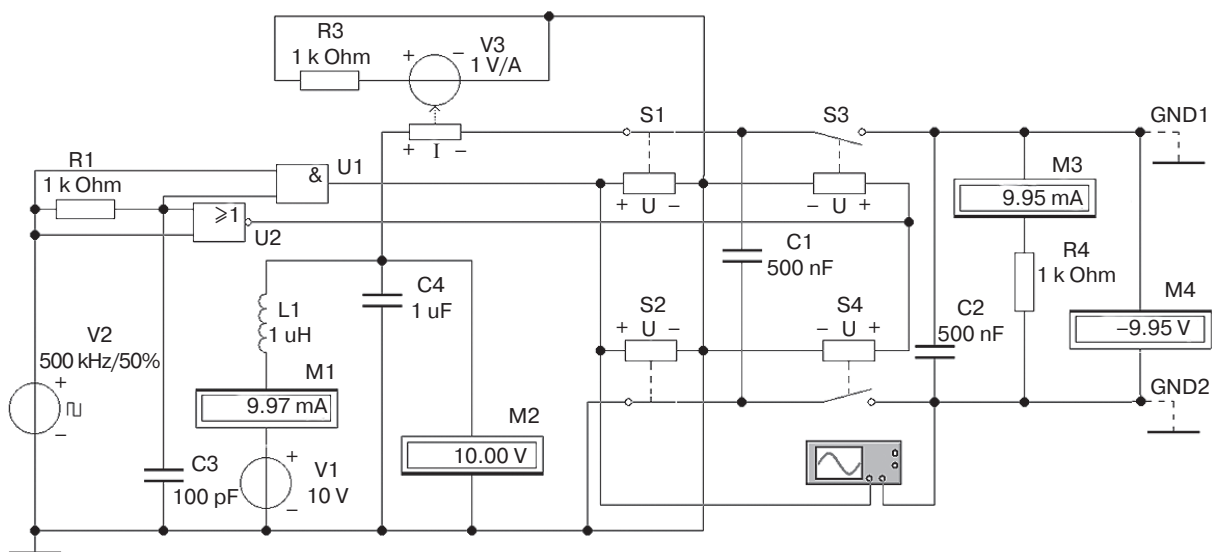 R3
1 k Ohm
+ −
V3
1 V/A
+ I −
S1
S3
GND1
R1
1 k Ohm
&
U1
⩾1
U2
+ U −
− U +
M3
9.95 mA
C1
500 nF
R4
1 k Ohm
C4
1 uF
L1
1 uH
S2
+ U −
S4
− U +
C2
500 nF
M4
−9.95 V
V2
500 kHz/50%
+
−
M1
9.97 mA
M2
10.00 V
GND2
C3
100 pF
+
−
V1
10 V